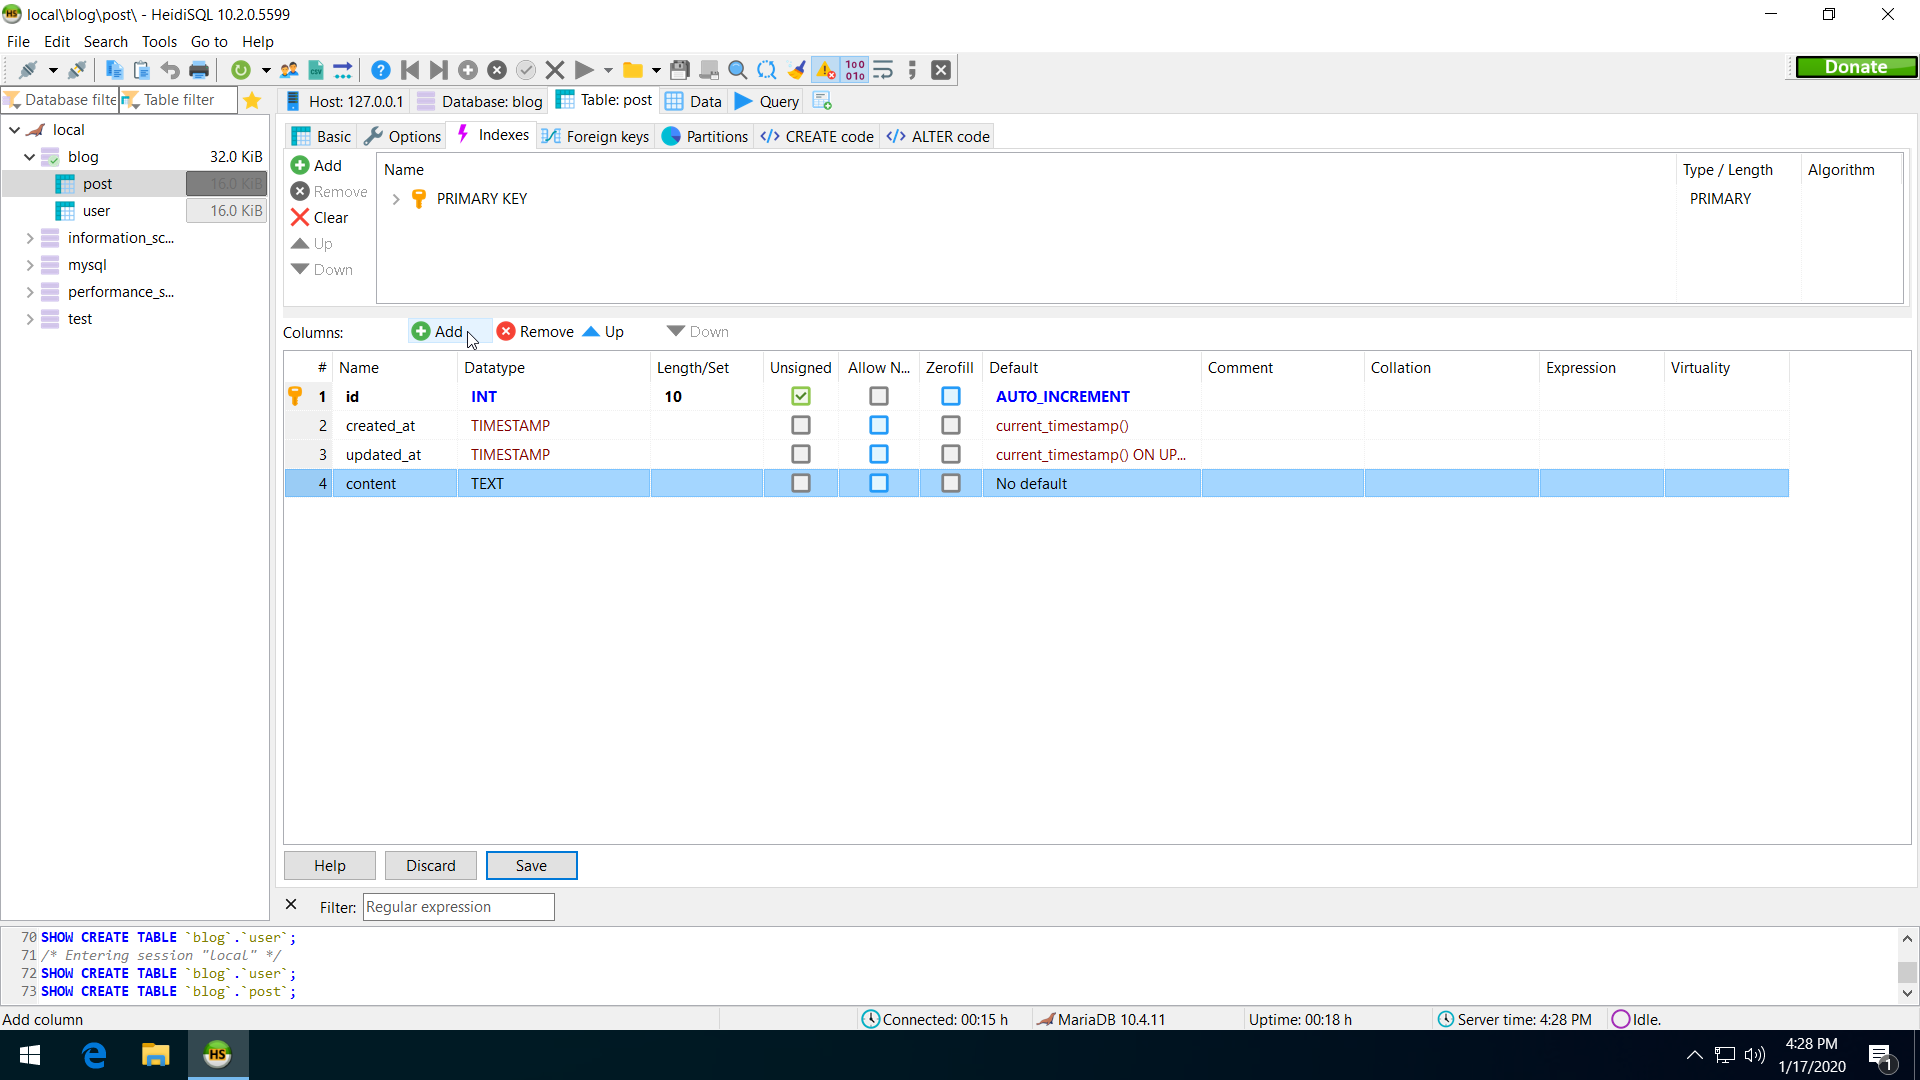 local\blog\post\ - HeidiSQL 10.2.0.5599
File Edit Search Tools Go to Help
Donate
Database filte Table filter
Host: 127.0.0.1 Database: blog Table: post Data Query
local
blog 32.0 KiB
post 16.0 KiB
user 16.0 KiB
information_sc...
mysql
performance_s...
test
Basic Options Indexes Foreign keys Partitions CREATE code ALTER code
Add
Remove
Clear
Up
Down
Name Type / Length Algorithm
PRIMARY KEY PRIMARY
Columns: Add Remove Up Down
# Name Datatype Length/Set Unsigned Allow N... Zerofill Default Comment Collation Expression Virtuality
1 id INT 10 AUTO_INCREMENT
2 created_at TIMESTAMP current_timestamp()
3 updated_at TIMESTAMP current_timestamp() ON UP...
4 content TEXT No default
Help Discard Save
Filter: Regular expression
70 SHOW CREATE TABLE `blog`.`user`;
71 /* Entering session "local" */
72 SHOW CREATE TABLE `blog`.`user`;
73 SHOW CREATE TABLE `blog`.`post`;
Add column Connected: 00:15 h MariaDB 10.4.11 Uptime: 00:18 h Server time: 4:28 PM Idle.
HS
4:28 PM
1/17/2020
1